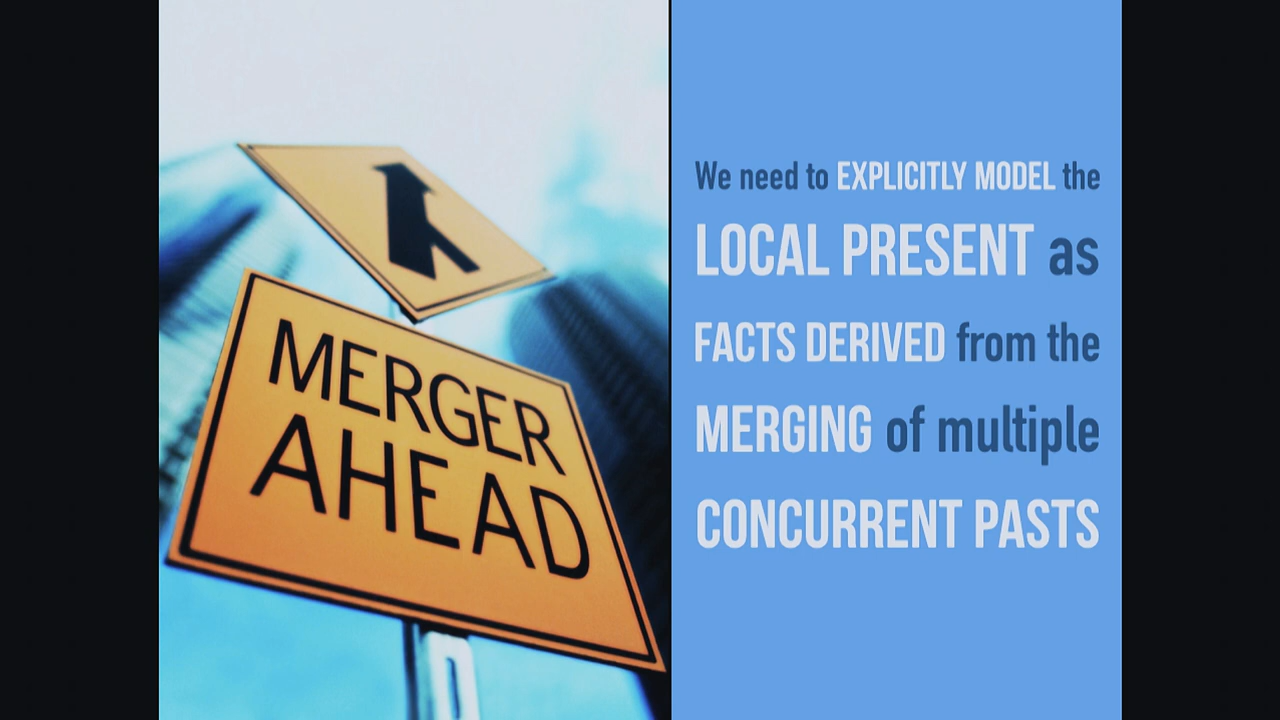 MERGER
AHEAD
We need to EXPLICITLY MODEL the
LOCAL PRESENT as
FACTS DERIVED from the
MERGING of multiple
CONCURRENT PASTS